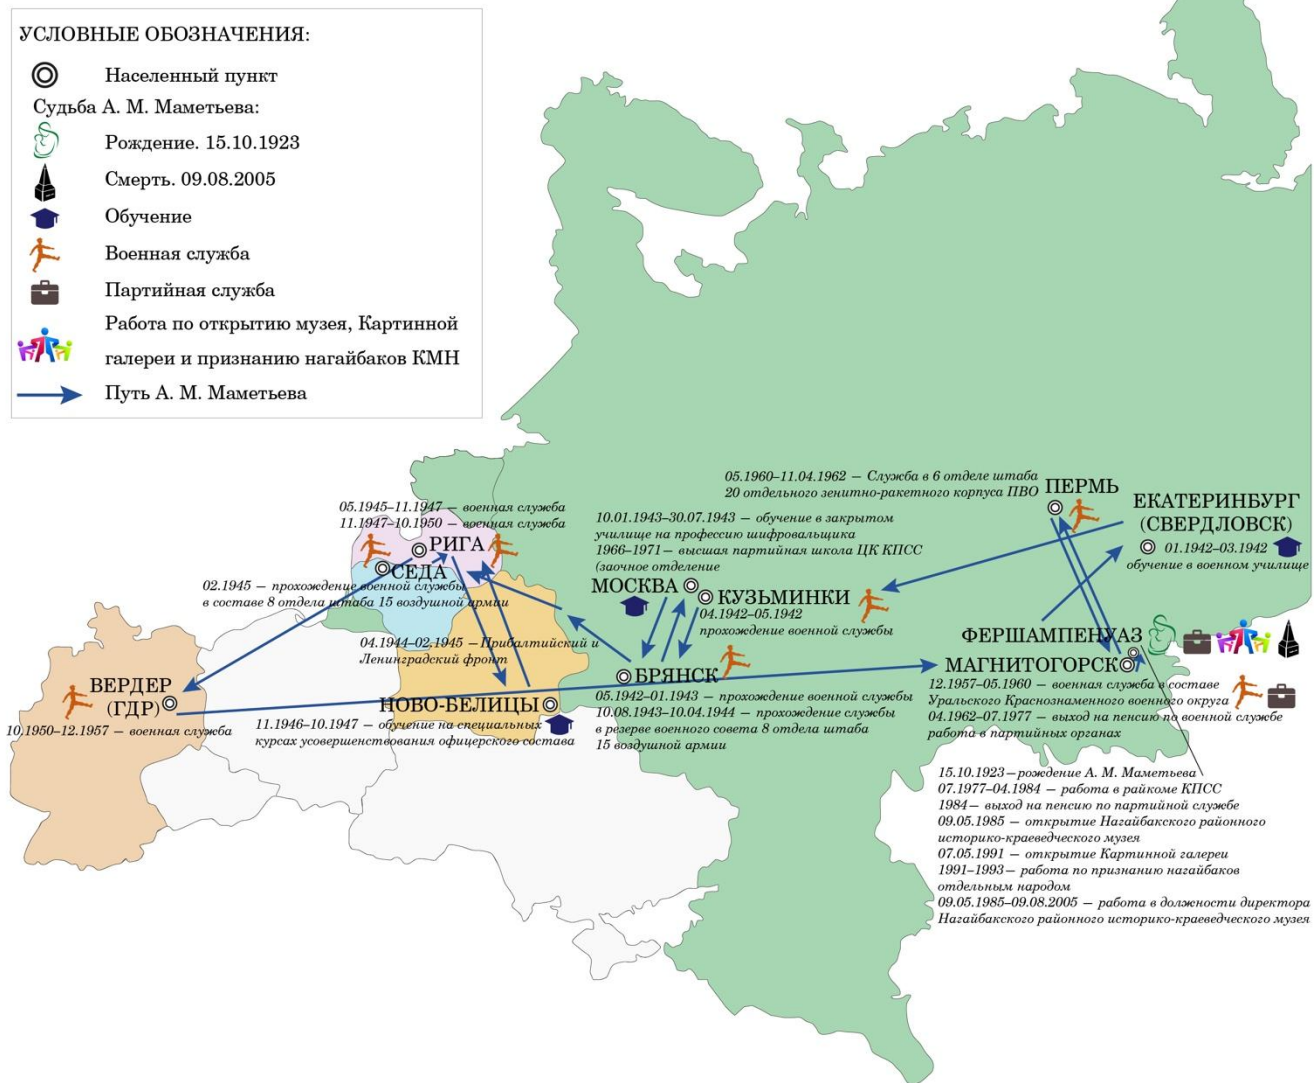 УСЛОВНЫЕ ОБОЗНАЧЕНИЯ:
Населенный пункт
Судьба А. М. Маметьева:
Рождение. 15.10.1923
Смерть. 09.08.2005
Обучение
Военная служба
Партийная служба
Работа по открытию музея, Картинной
галереи и признанию нагайбаков КМН
Путь А. М. Маметьева
05.1960–11.04.1962 — Служба в 6 отделе штаба
20 отдельного зенитно-ракетного корпуса ПВО
ПЕРМЬ
ЕКАТЕРИНБУРГ
(СВЕРДЛОВСК)
01.1942–03.1942
обучение в военном училище
05.1945–11.1947 — военная служба
11.1947–10.1950 — военная служба
РИГА
СЕДА
02.1945 — прохождение военной службы
в составе 8 отдела штаба 15 воздушной армии
10.01.1943–30.07.1943 — обучение в закрытом
училище на профессию шифровальщика
1966–1971— высшая партийная школа ЦК КПСС
(заочное отделение
МОСКВА
КУЗЬМИНКИ
04.1942–05.1942
прохождение военной службы
04.1944–02.1945 — Прибалтийский и
Ленинградский фронт
БРЯНСК
05.1942–01.1943 — прохождение военной службы
10.08.1943–10.04.1944 — прохождение службы
в резерве военного совета 8 отдела штаба
15 воздушной армии
ФЕРШАМПЕНУАЗ
МАГНИТОГОРСК
12.1957–05.1960 — военная служба в составе
Уральского Краснознаменного военного округа
04.1962–07.1977 — выход на пенсию по военной службе
работа в партийных органах
ВЕРДЕР
(ГДР)
10.1950–12.1957 — военная служба
НОВО-БЕЛИЦЫ
11.1946–10.1947 — обучение на специальных
курсах усовершенствования офицерского состава
15.10.1923—рождение А. М. Маметьева
07.1977–04.1984 — работа в райкоме КПСС
1984— выход на пенсию по партийной службе
09.05.1985 — открытие Нагайбакского районного
историко-краеведческого музея
07.05.1991 — открытие Картинной галереи
1991–1993— работа по признанию нагайбаков
отдельным народом
09.05.1985–09.08.2005 — работа в должности директора
Нагайбакского районного историко-краеведческого музея